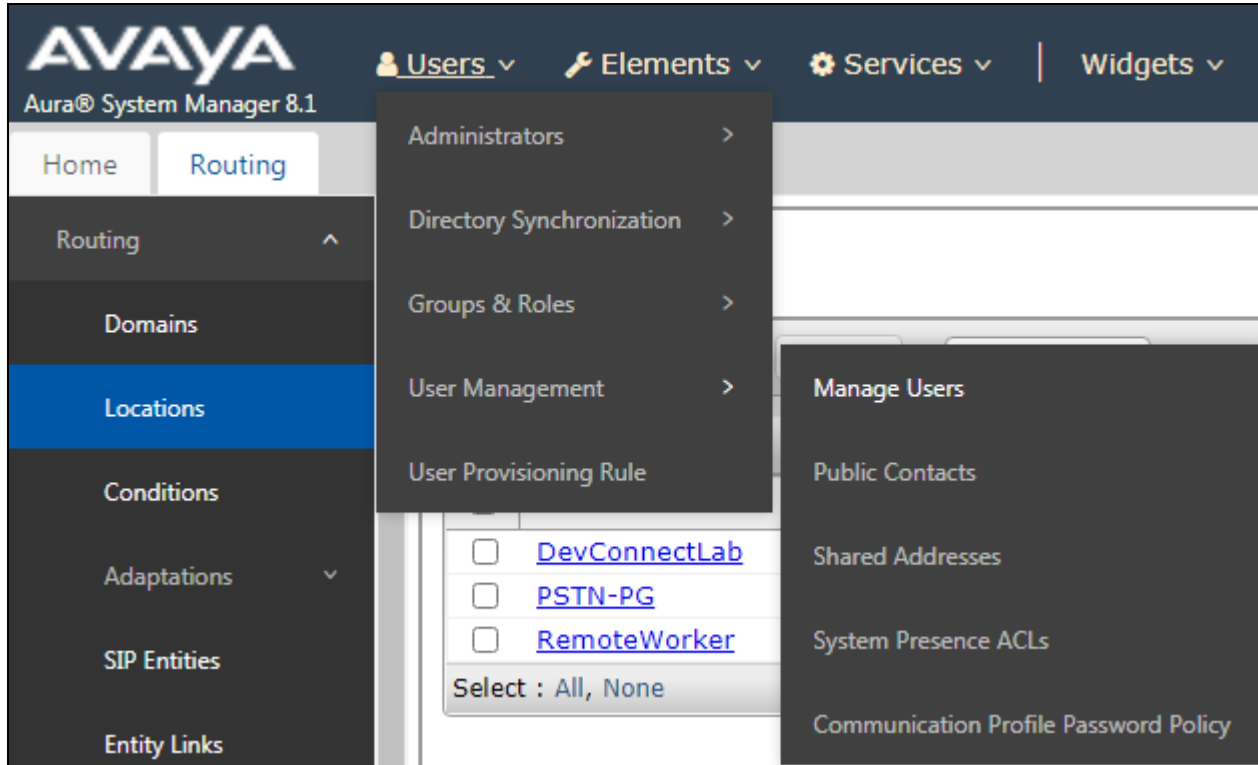 AVAYA
Aura® System Manager 8.1
Users
Elements
Services
Widgets
Home
Routing
Routing
Domains
Locations
Conditions
Adaptations
SIP Entities
Entity Links
Administrators
Directory Synchronization
Groups & Roles
User Management
User Provisioning Rule
Manage Users
Public Contacts
Shared Addresses
System Presence ACLs
Communication Profile Password Policy
DevConnectLab
PSTN-PG
RemoteWorker
Select : All, None